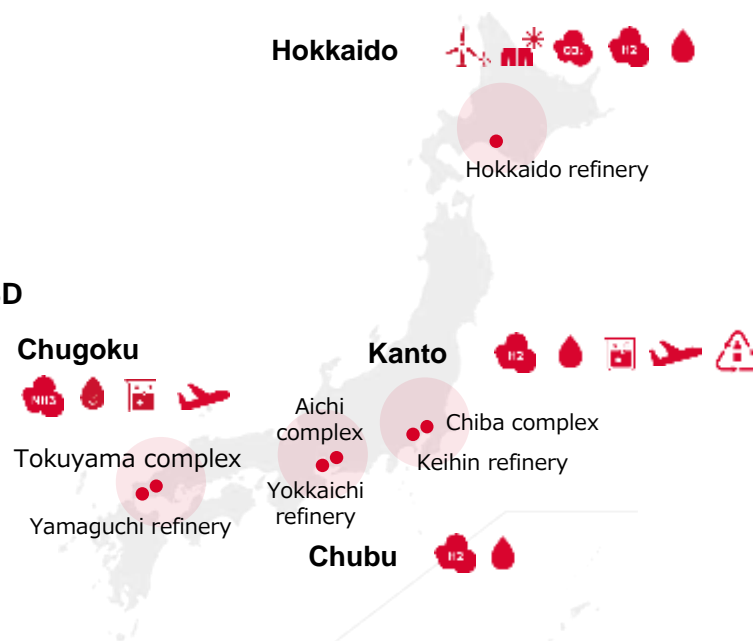 Hokkaido
CO₂
H2
Hokkaido refinery
D
Chugoku
NH3
Kanto
H2
Aichi
complex
Chiba complex
Keihin refinery
Tokuyama complex
Yamaguchi refinery
Yokkaichi
refinery
Chubu
H2